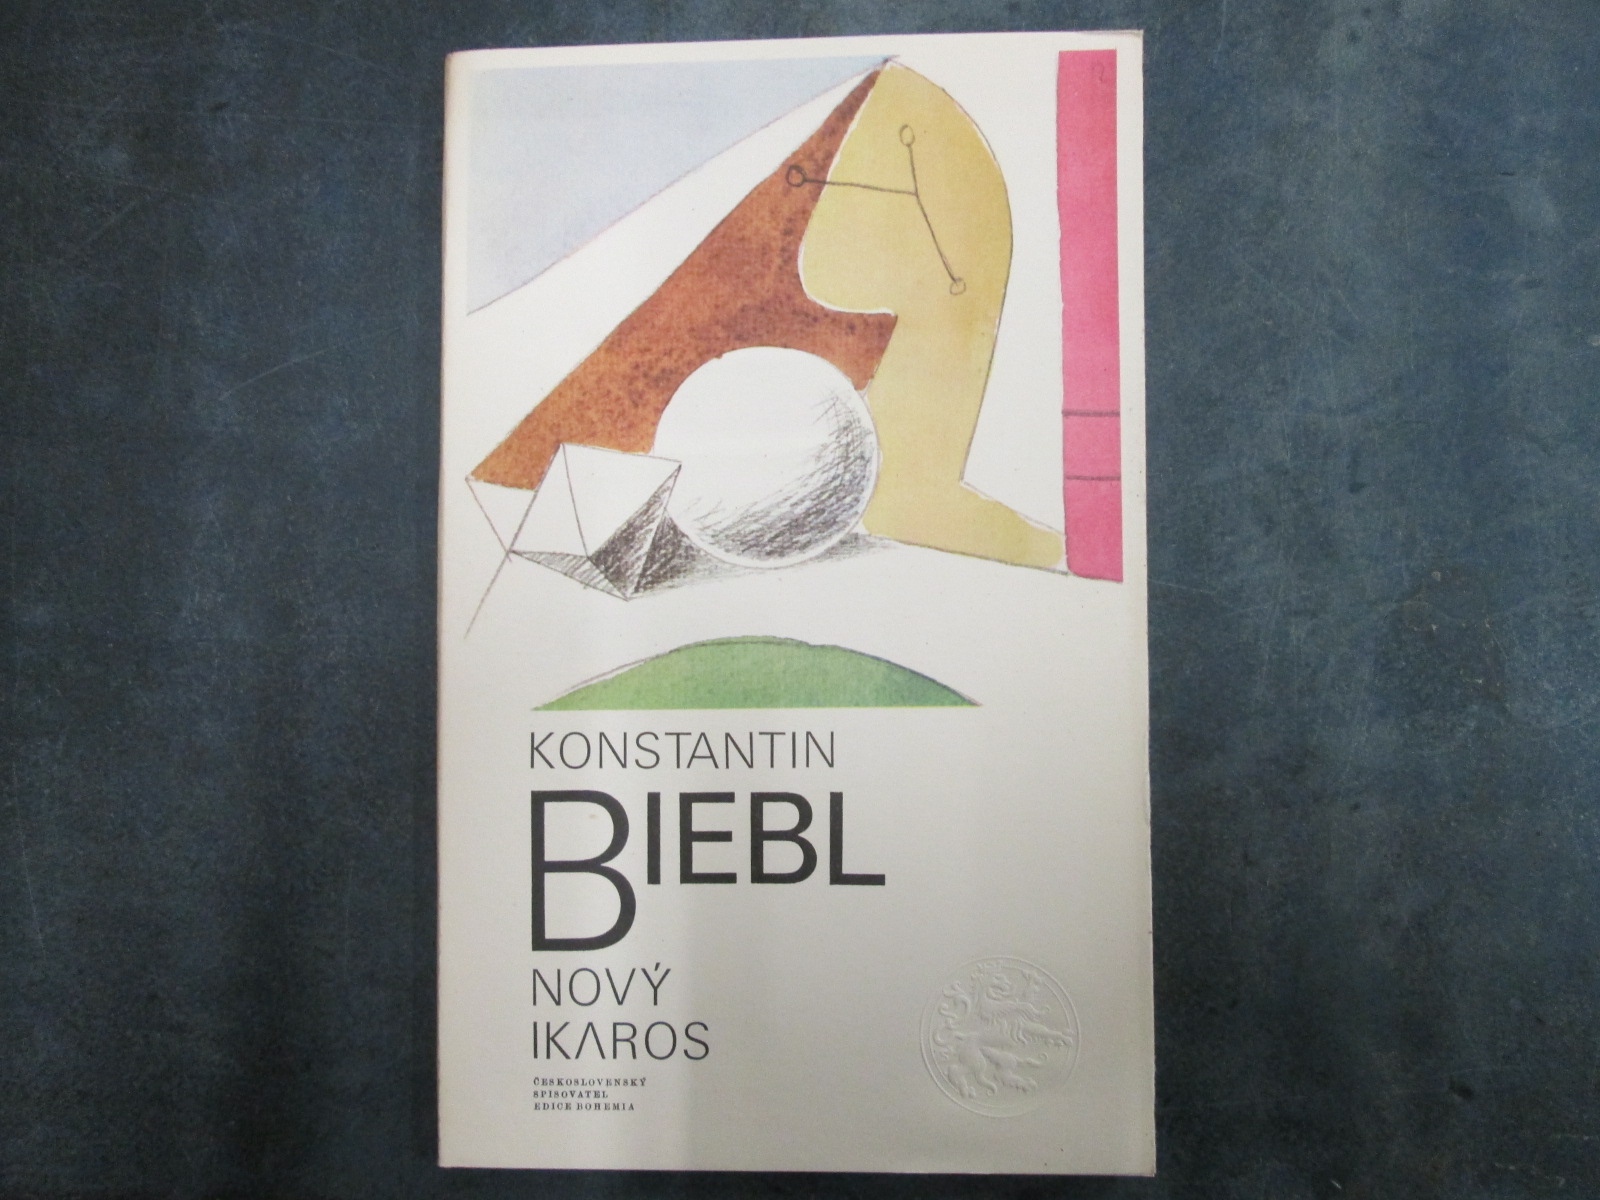 KONSTANTIN
BIEBL
NOVÝ
IKAROS
ČESKOSLOVENSKÝ
SPISOVATEL
EDICE BOHEMIA